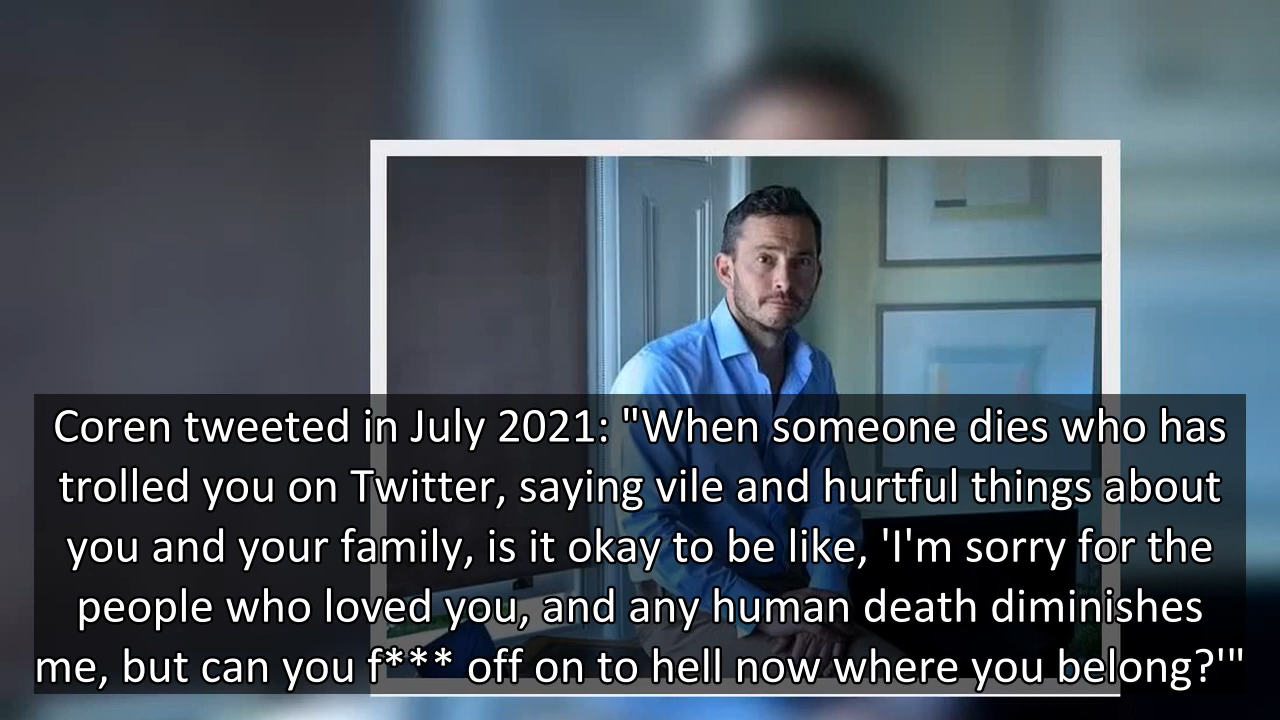 Coren tweeted in July 2021: "When someone dies who has
trolled you on Twitter, saying vile and hurtful things about
you and your family, is it okay to be like, 'I'm sorry for the
people who loved you, and any human death diminishes
me, but can you f*** off on to hell now where you belong?'"